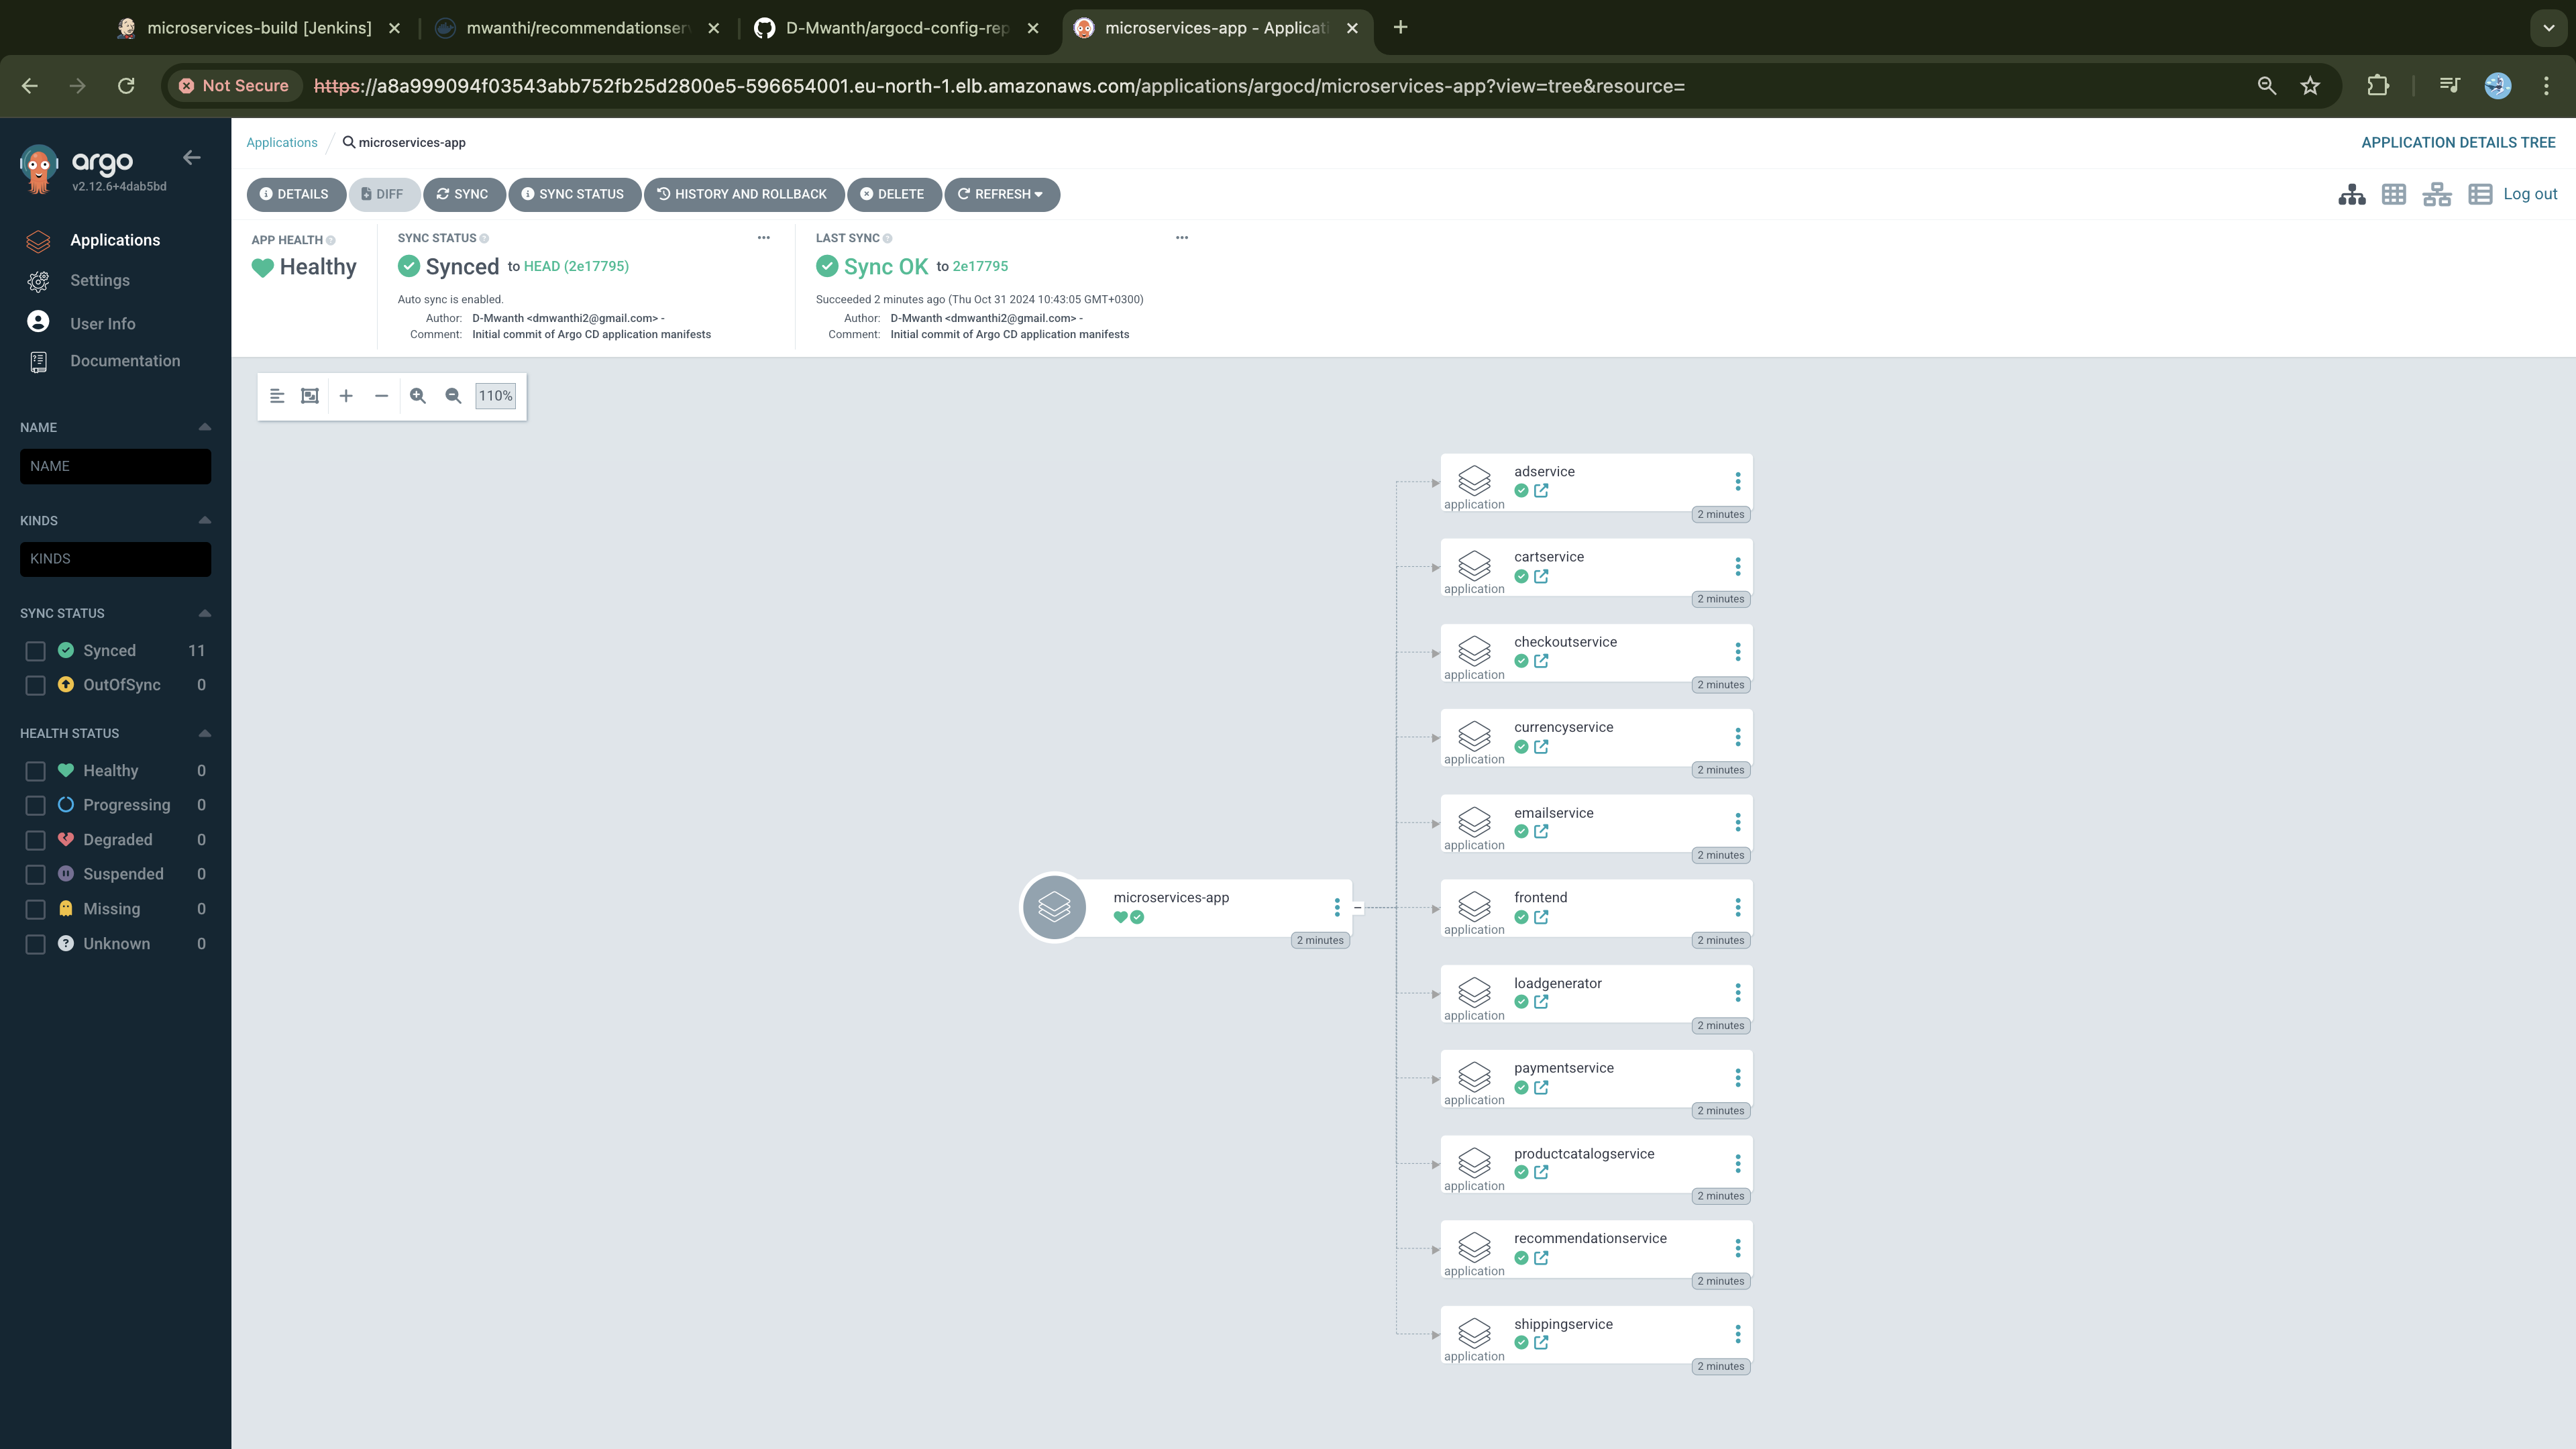 microservices-build [Jenkins]
mwanthi/recommendationser
D-Mwanth/argocd-config-rep
microservices-app - Applicati
Not Secure
https://a8a999094f03543abb752fb25d2800e5-596654001.eu-north-1.elb.amazonaws.com/applications/argocd/microservices-app?view=tree&resource=
argo
v2.12.6+4dab5bd
Applications
Settings
User Info
Documentation
NAME
NAME
KINDS
KINDS
SYNC STATUS
Synced 11
OutOfSync 0
HEALTH STATUS
Healthy 0
Progressing 0
Degraded 0
Suspended 0
Missing 0
Unknown 0
Applications / microservices-app
APPLICATION DETAILS TREE
DETAILS DIFF SYNC SYNC STATUS HISTORY AND ROLLBACK DELETE REFRESH
Log out
APP HEALTH
Healthy
SYNC STATUS
Synced to HEAD (2e17795)
Auto sync is enabled.
Author: D-Mwanth <dmwanthi2@gmail.com> -
Comment: Initial commit of Argo CD application manifests
LAST SYNC
Sync OK to 2e17795
Succeeded 2 minutes ago (Thu Oct 31 2024 10:43:05 GMT+0300)
Author: D-Mwanth <dmwanthi2@gmail.com> -
Comment: Initial commit of Argo CD application manifests
110%
microservices-app
2 minutes
adservice
application
2 minutes
cartservice
application
2 minutes
checkoutservice
application
2 minutes
currencyservice
application
2 minutes
emailservice
application
2 minutes
frontend
application
2 minutes
loadgenerator
application
2 minutes
paymentservice
application
2 minutes
productcatalogservice
application
2 minutes
recommendationservice
application
2 minutes
shippingservice
application
2 minutes